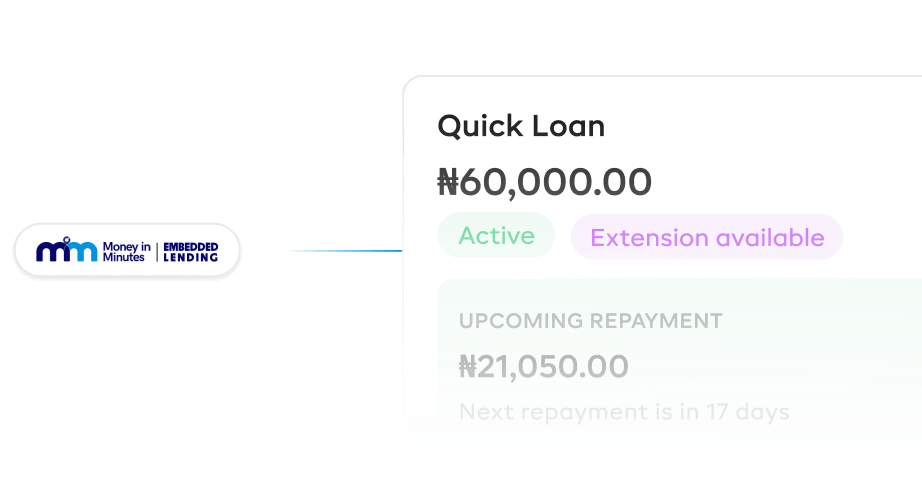 Quick Loan
₦60,000.00
Active Extension available
mim Money in Minutes | EMBEDDED LENDING
UPCOMING REPAYMENT
₦21,050.00
Next repayment is in 17 days